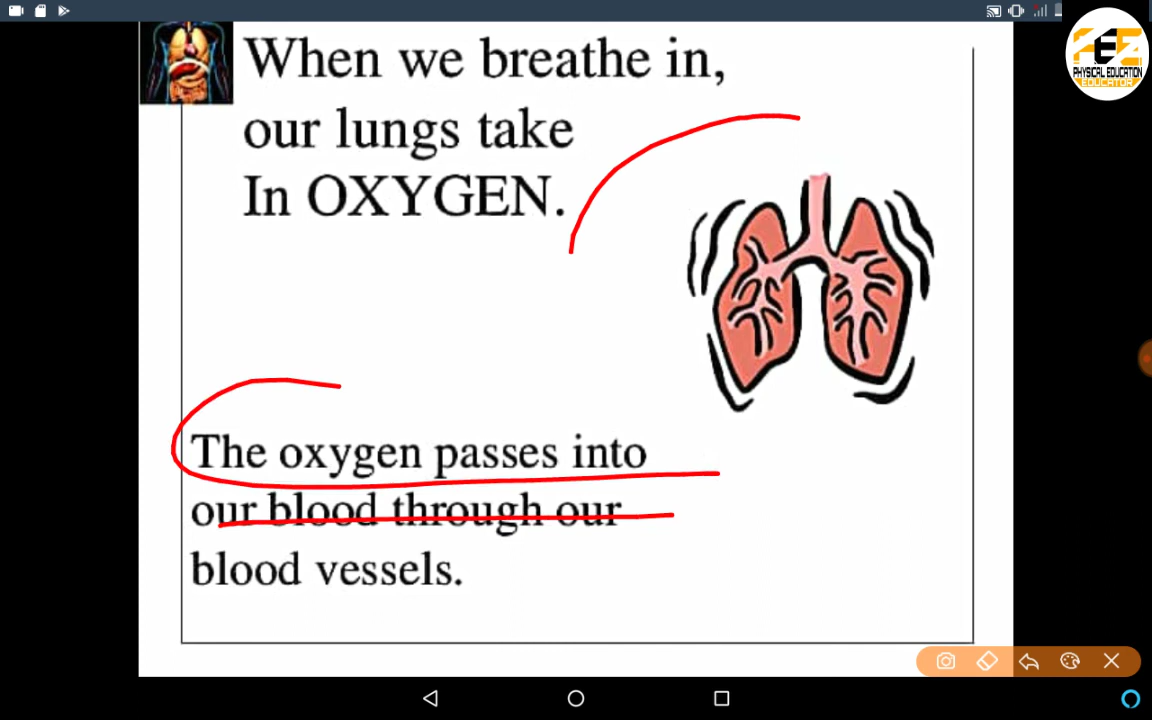 When we breathe in,
our lungs take
In OXYGEN.
The oxygen passes into
our blood through our
blood vessels.
PEE
PHYSICAL EDUCATION
EDUCATOR